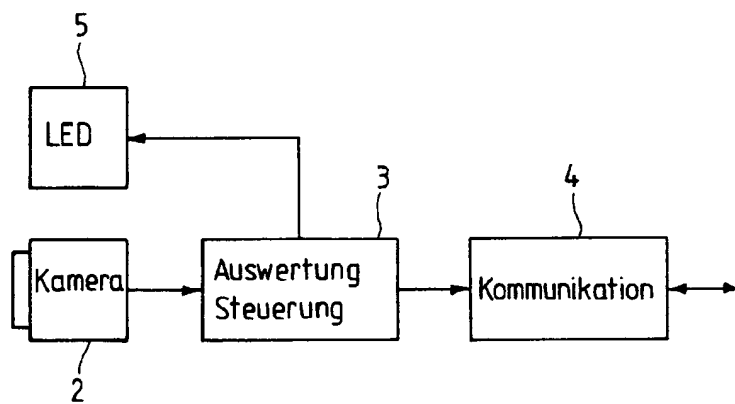 5
LED
3
4
Kamera
Auswertung
Steuerung
Kommunikation
2